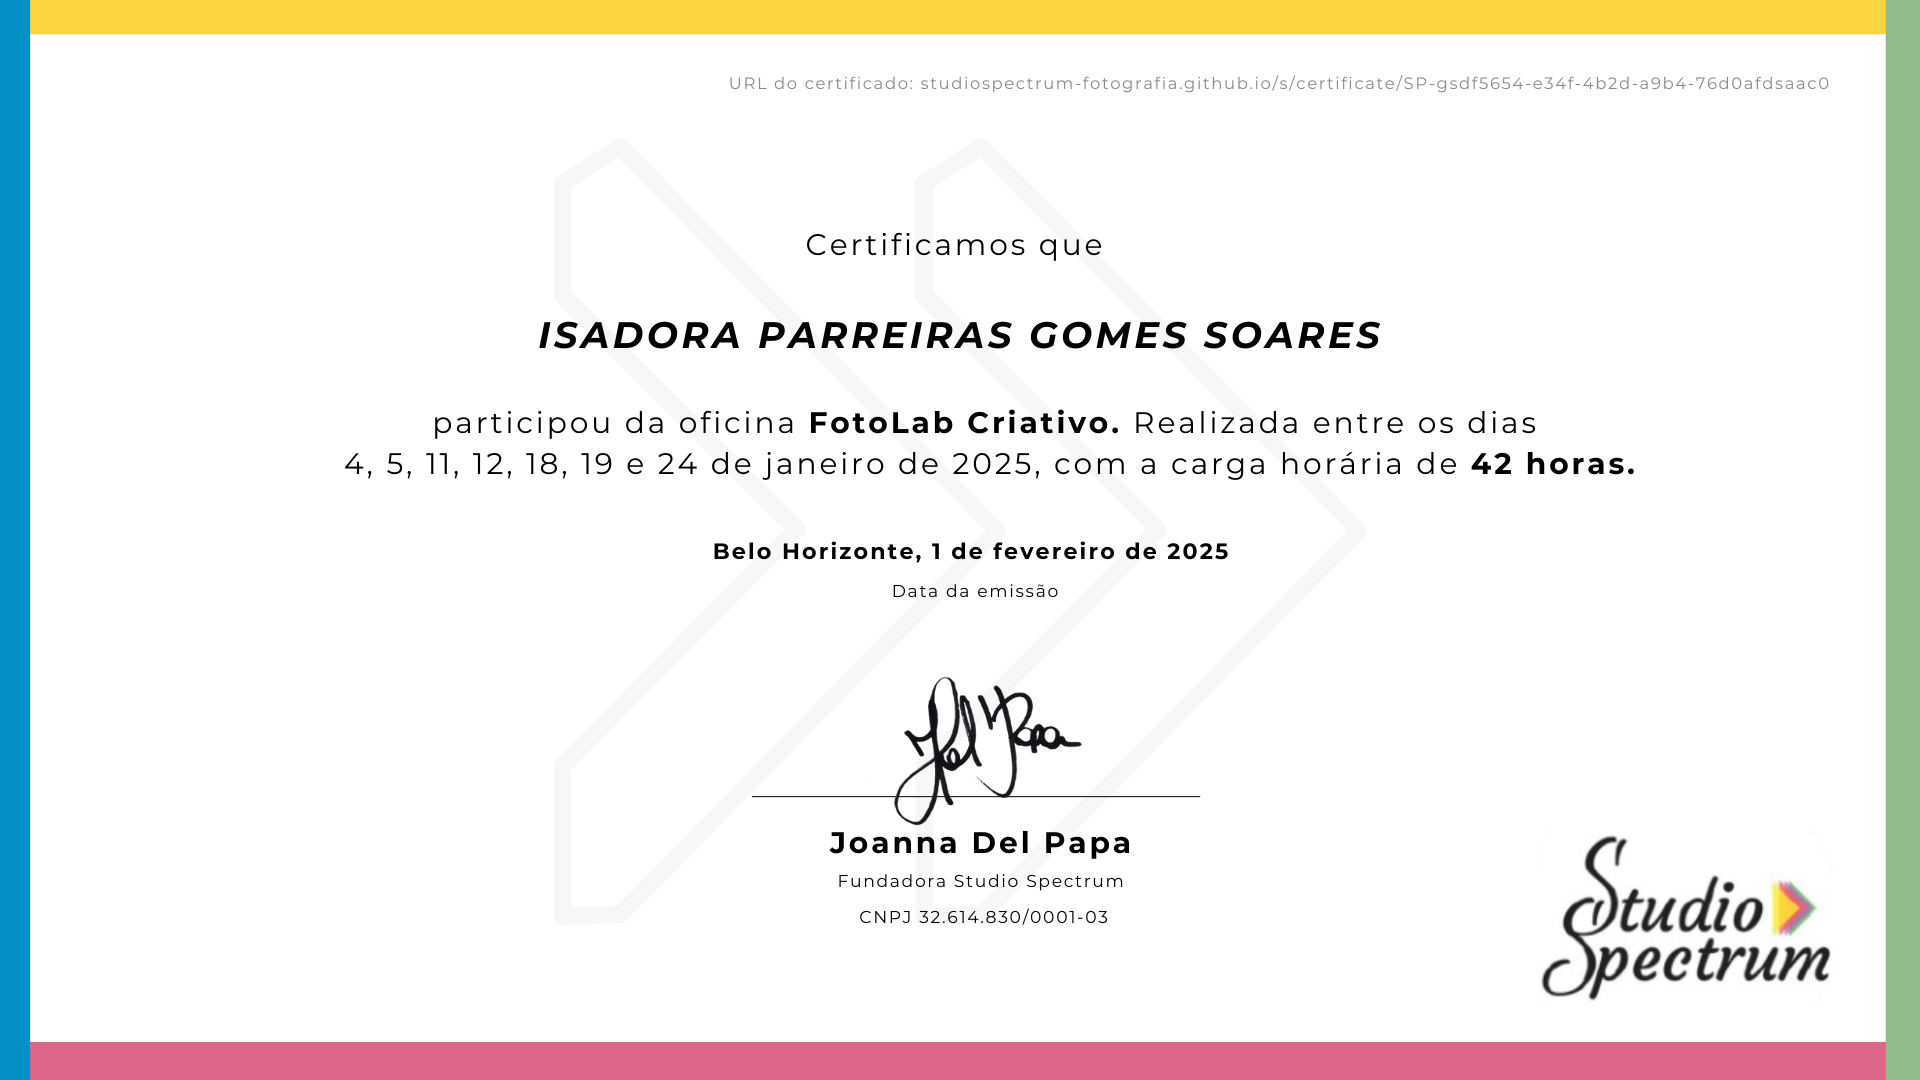 URL do certificado: studiospectrum-fotografia.github.io/s/certificate/SP-gsdf5654-e34f-4b2d-a9b4-76d0afdsaac0
Certificamos que
ISADORA PARREIRAS GOMES SOARES
participou da oficina FotoLab Criativo. Realizada entre os dias
4, 5, 11, 12, 18, 19 e 24 de janeiro de 2025, com a carga horária de 42 horas.
Belo Horizonte, 1 de fevereiro de 2025
Data da emissão
Del Papa
Joanna Del Papa
Fundadora Studio Spectrum
CNPJ 32.614.830/0001-03
Studio
Spectrum